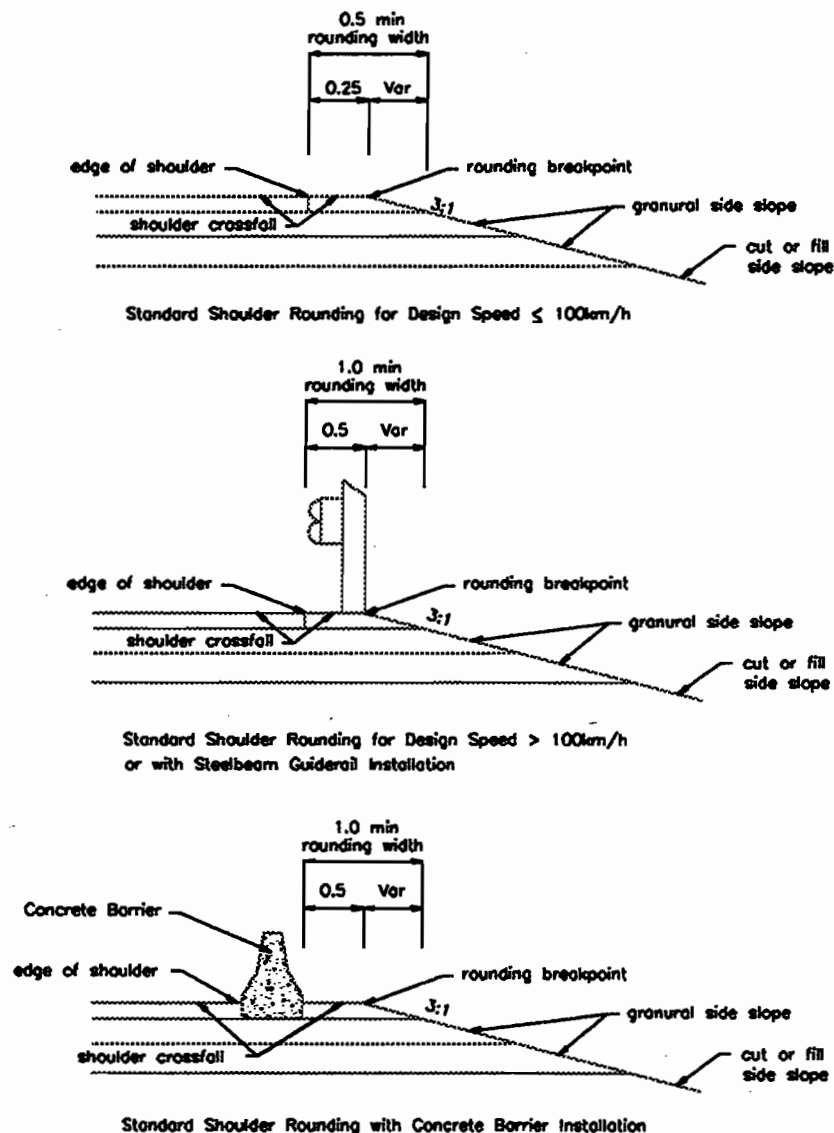 0.5 min
rounding width
0.25
Var
edge of shoulder
rounding breakpoint
3:1
granural side slope
shoulder crossfall
cut or fill
side slope
Standard Shoulder Rounding for Design Speed ≤ 100km/h
1.0 min
rounding width
0.5
Var
edge of shoulder
rounding breakpoint
3:1
granural side slope
shoulder crossfall
cut or fill
side slope
Standard Shoulder Rounding for Design Speed > 100km/h
or with Steelbeam Guiderail Installation
1.0 min
rounding width
0.5
Var
Concrete Barrier
edge of shoulder
rounding breakpoint
3:1
granural side slope
shoulder crossfall
cut or fill
side slope
Standard Shoulder Rounding with Concrete Barrier Installation